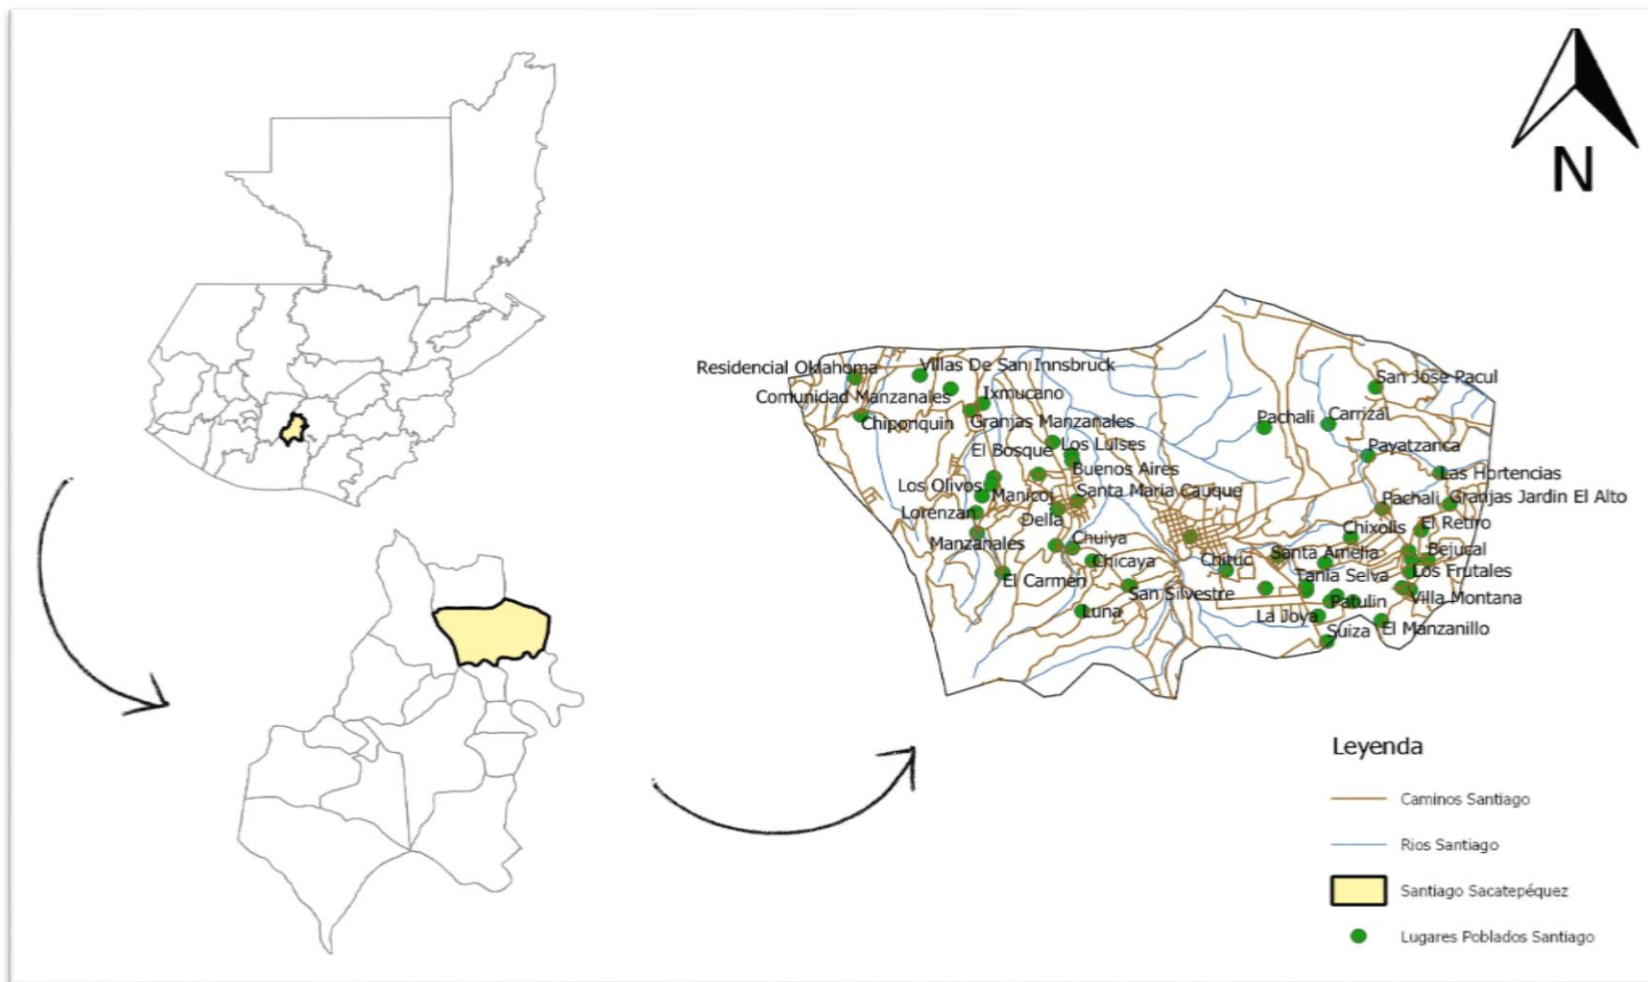 N
Residencial Oklahoma
Villas De San Innsbruck
San Jose Pacul
Comunidad Manzanales
Ixmucano
Chiponquin
Granjas Manzanales
Pachali
Carrizal
El Bosque
Los Luises
Payatzanca
Buenos Aires
Las Hortencias
Los Olivos
Manicoj
Santa Maria Cauque
Pachali
Granjas Jardin El Alto
Lorenzan
Della
Chixolis
El Retiro
Manzanales
Chuiya
Santa Amelia
Bejucal
Chicaya
Chituc
El Carmen
Tania Selva
Los Frutales
San Silvestre
Patulin
Villa Montana
Luna
La Joya
Suiza
El Manzanillo
Leyenda
Caminos Santiago
Rios Santiago
Santiago Sacatepéquez
Lugares Poblados Santiago